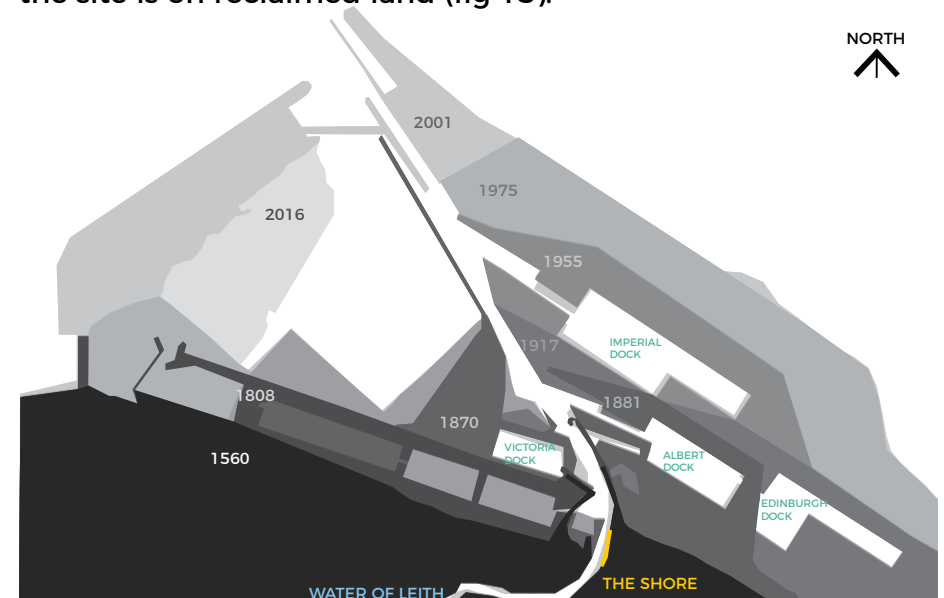 NORTH
2001
1975
2016
1955
1917
IMPERIAL
DOCK
1808
1881
1870
VICTORIA
DOCK
ALBERT
DOCK
1560
EDINBURGH
DOCK
THE SHORE
WATER OF LEITH